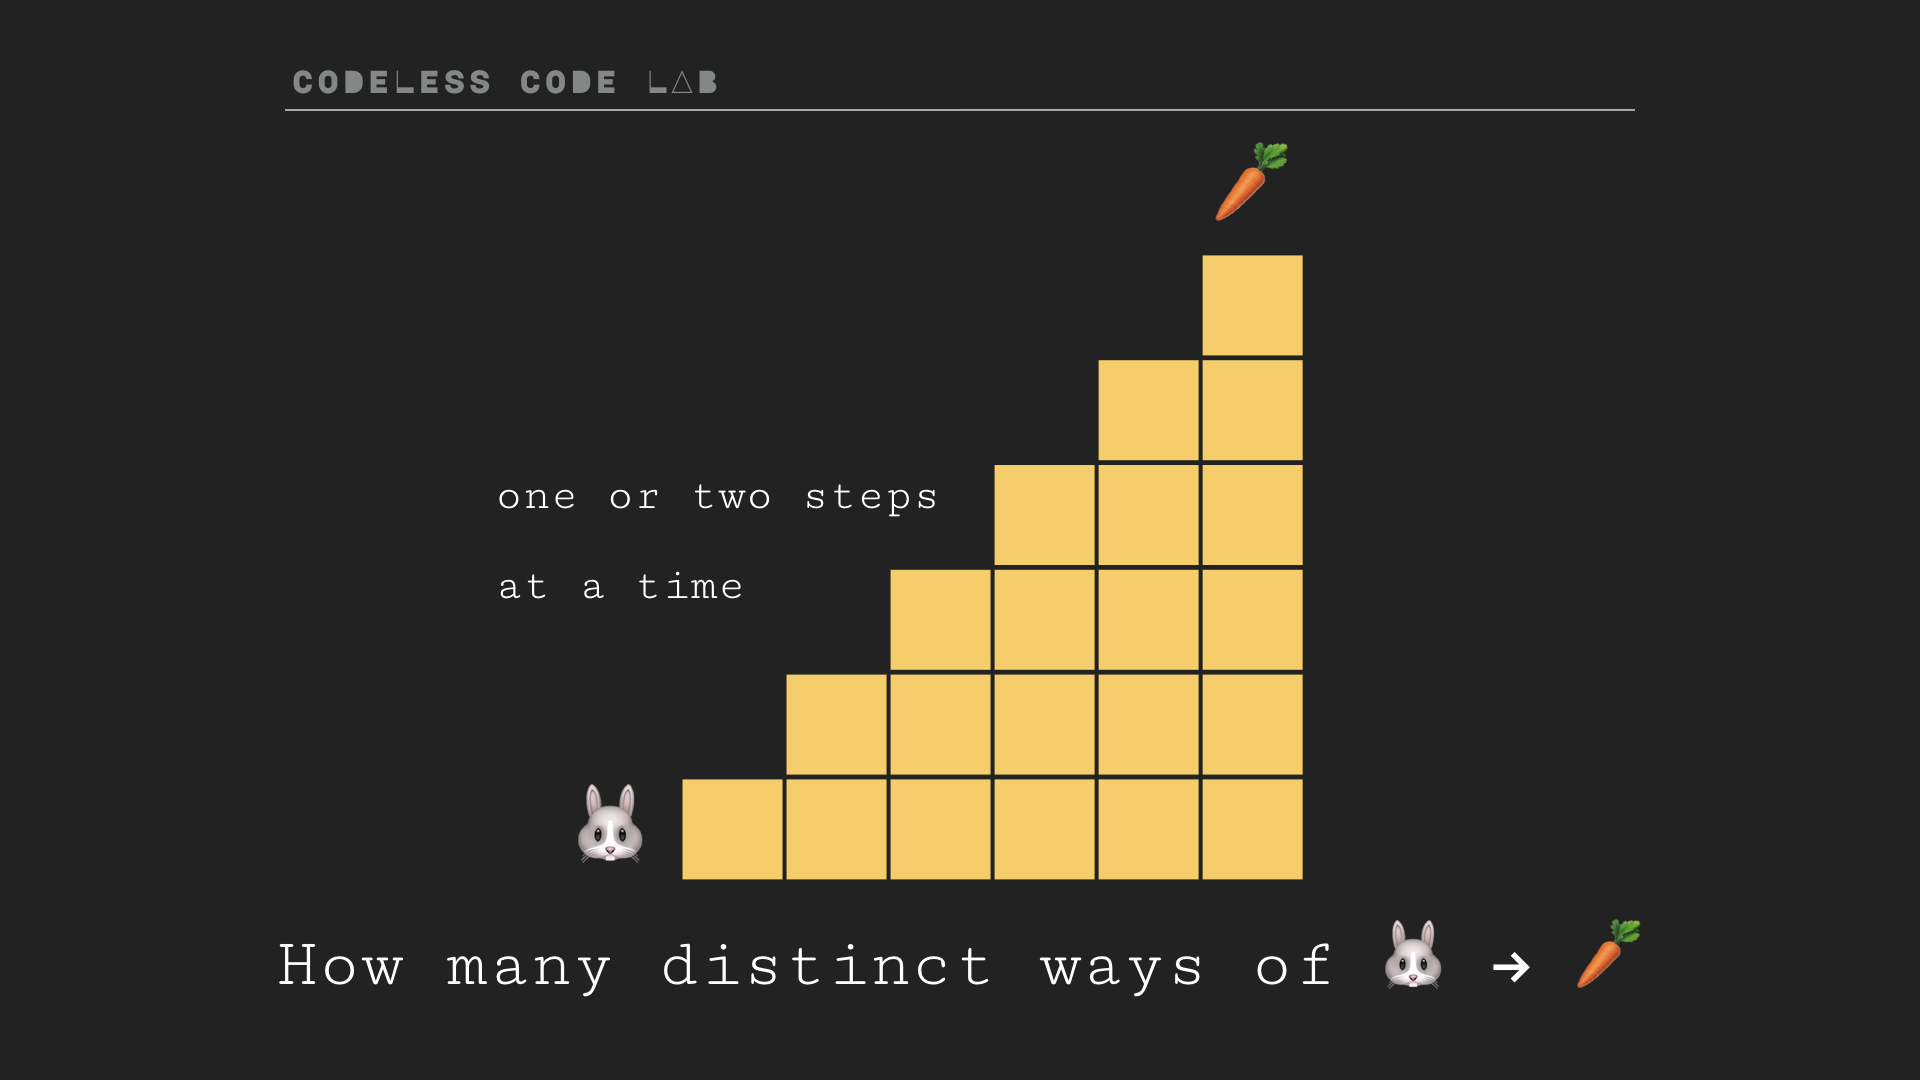 CODELESS CODE LAB
one or two steps
at a time
How many distinct ways of 🐰 → 🥕